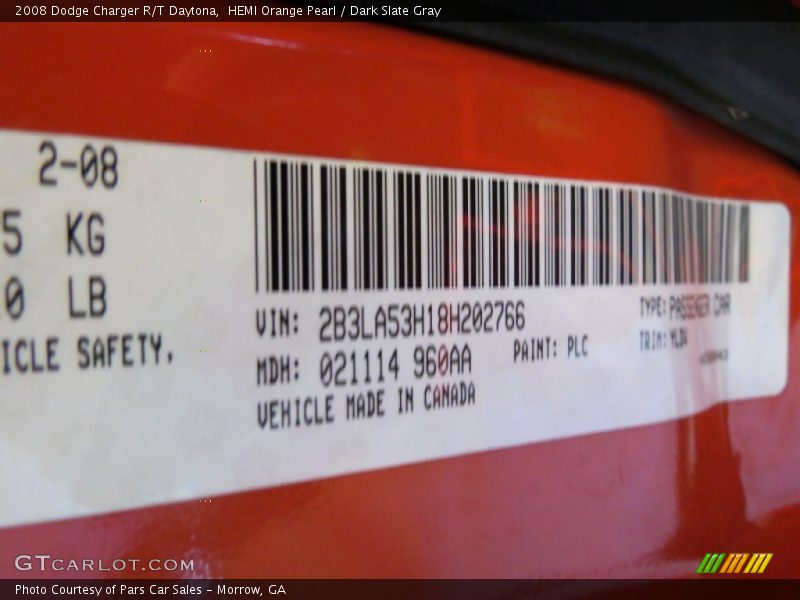 2008 Dodge Charger R/T Daytona, HEMI Orange Pearl / Dark Slate Gray
2-08
5 KG
0 LB
ICLE SAFETY.
VIN: 2B3LA53H18H202766
TYPE: PASSENGER CAR
MDH: 021114 960AA
PAINT: PLC
TRIM:
VEHICLE MADE IN CANADA
GTCARLOT.COM
Photo Courtesy of Pars Car Sales - Morrow, GA